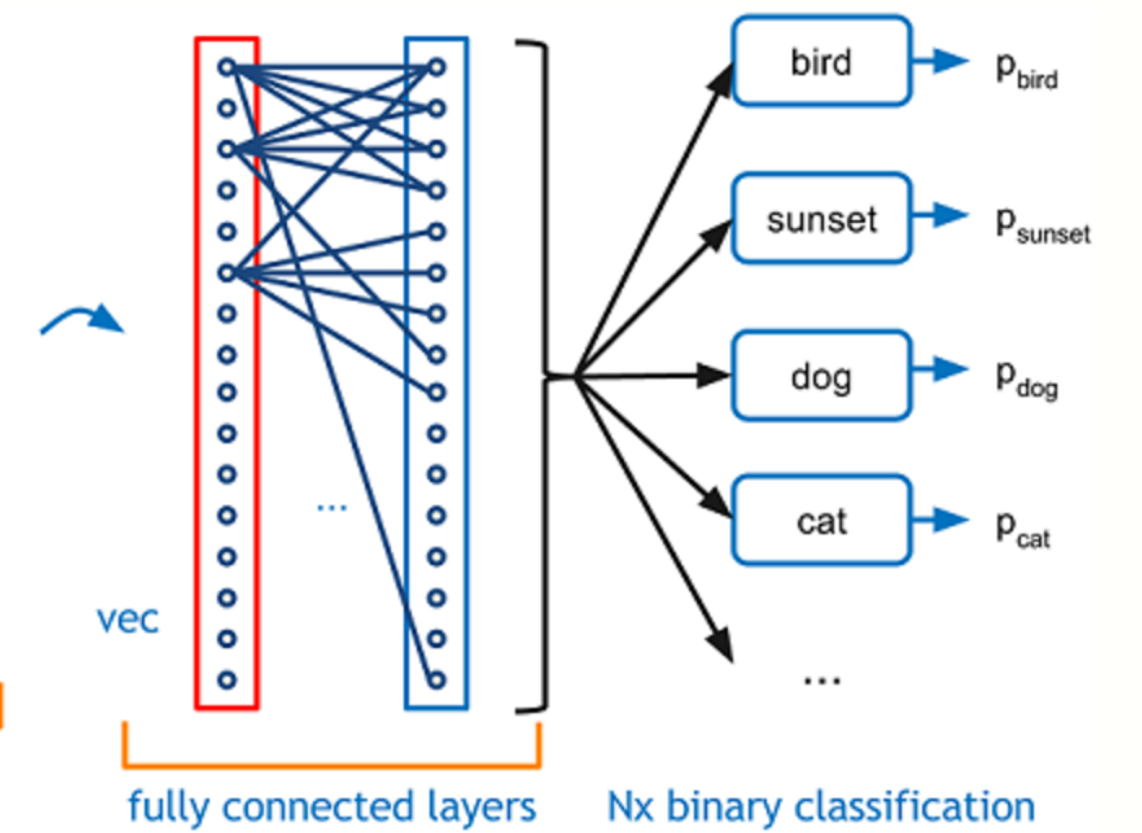 bird
p_bird
sunset
p_sunset
dog
p_dog
cat
p_cat
...
...
vec
fully connected layers
Nx binary classification